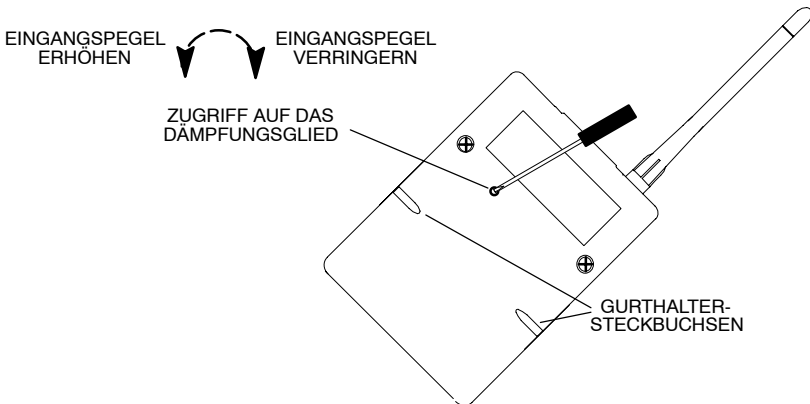 EINGANGSPEGEL
ERHÖHEN
EINGANGSPEGEL
VERRINGERN
ZUGRIFF AUF DAS
DÄMPFUNGSGLIED
GURTHALTER-
STECKBUCHSEN